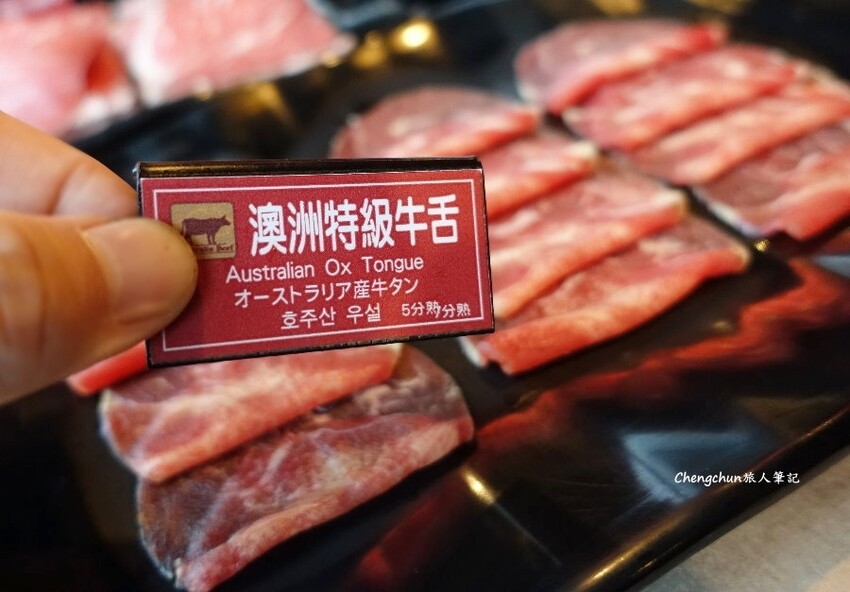 澳洲特級牛舌
Australian Ox Tongue
オーストラリア産牛タン
호주산 우설 5分熟分熟
Chengchun旅人筆記